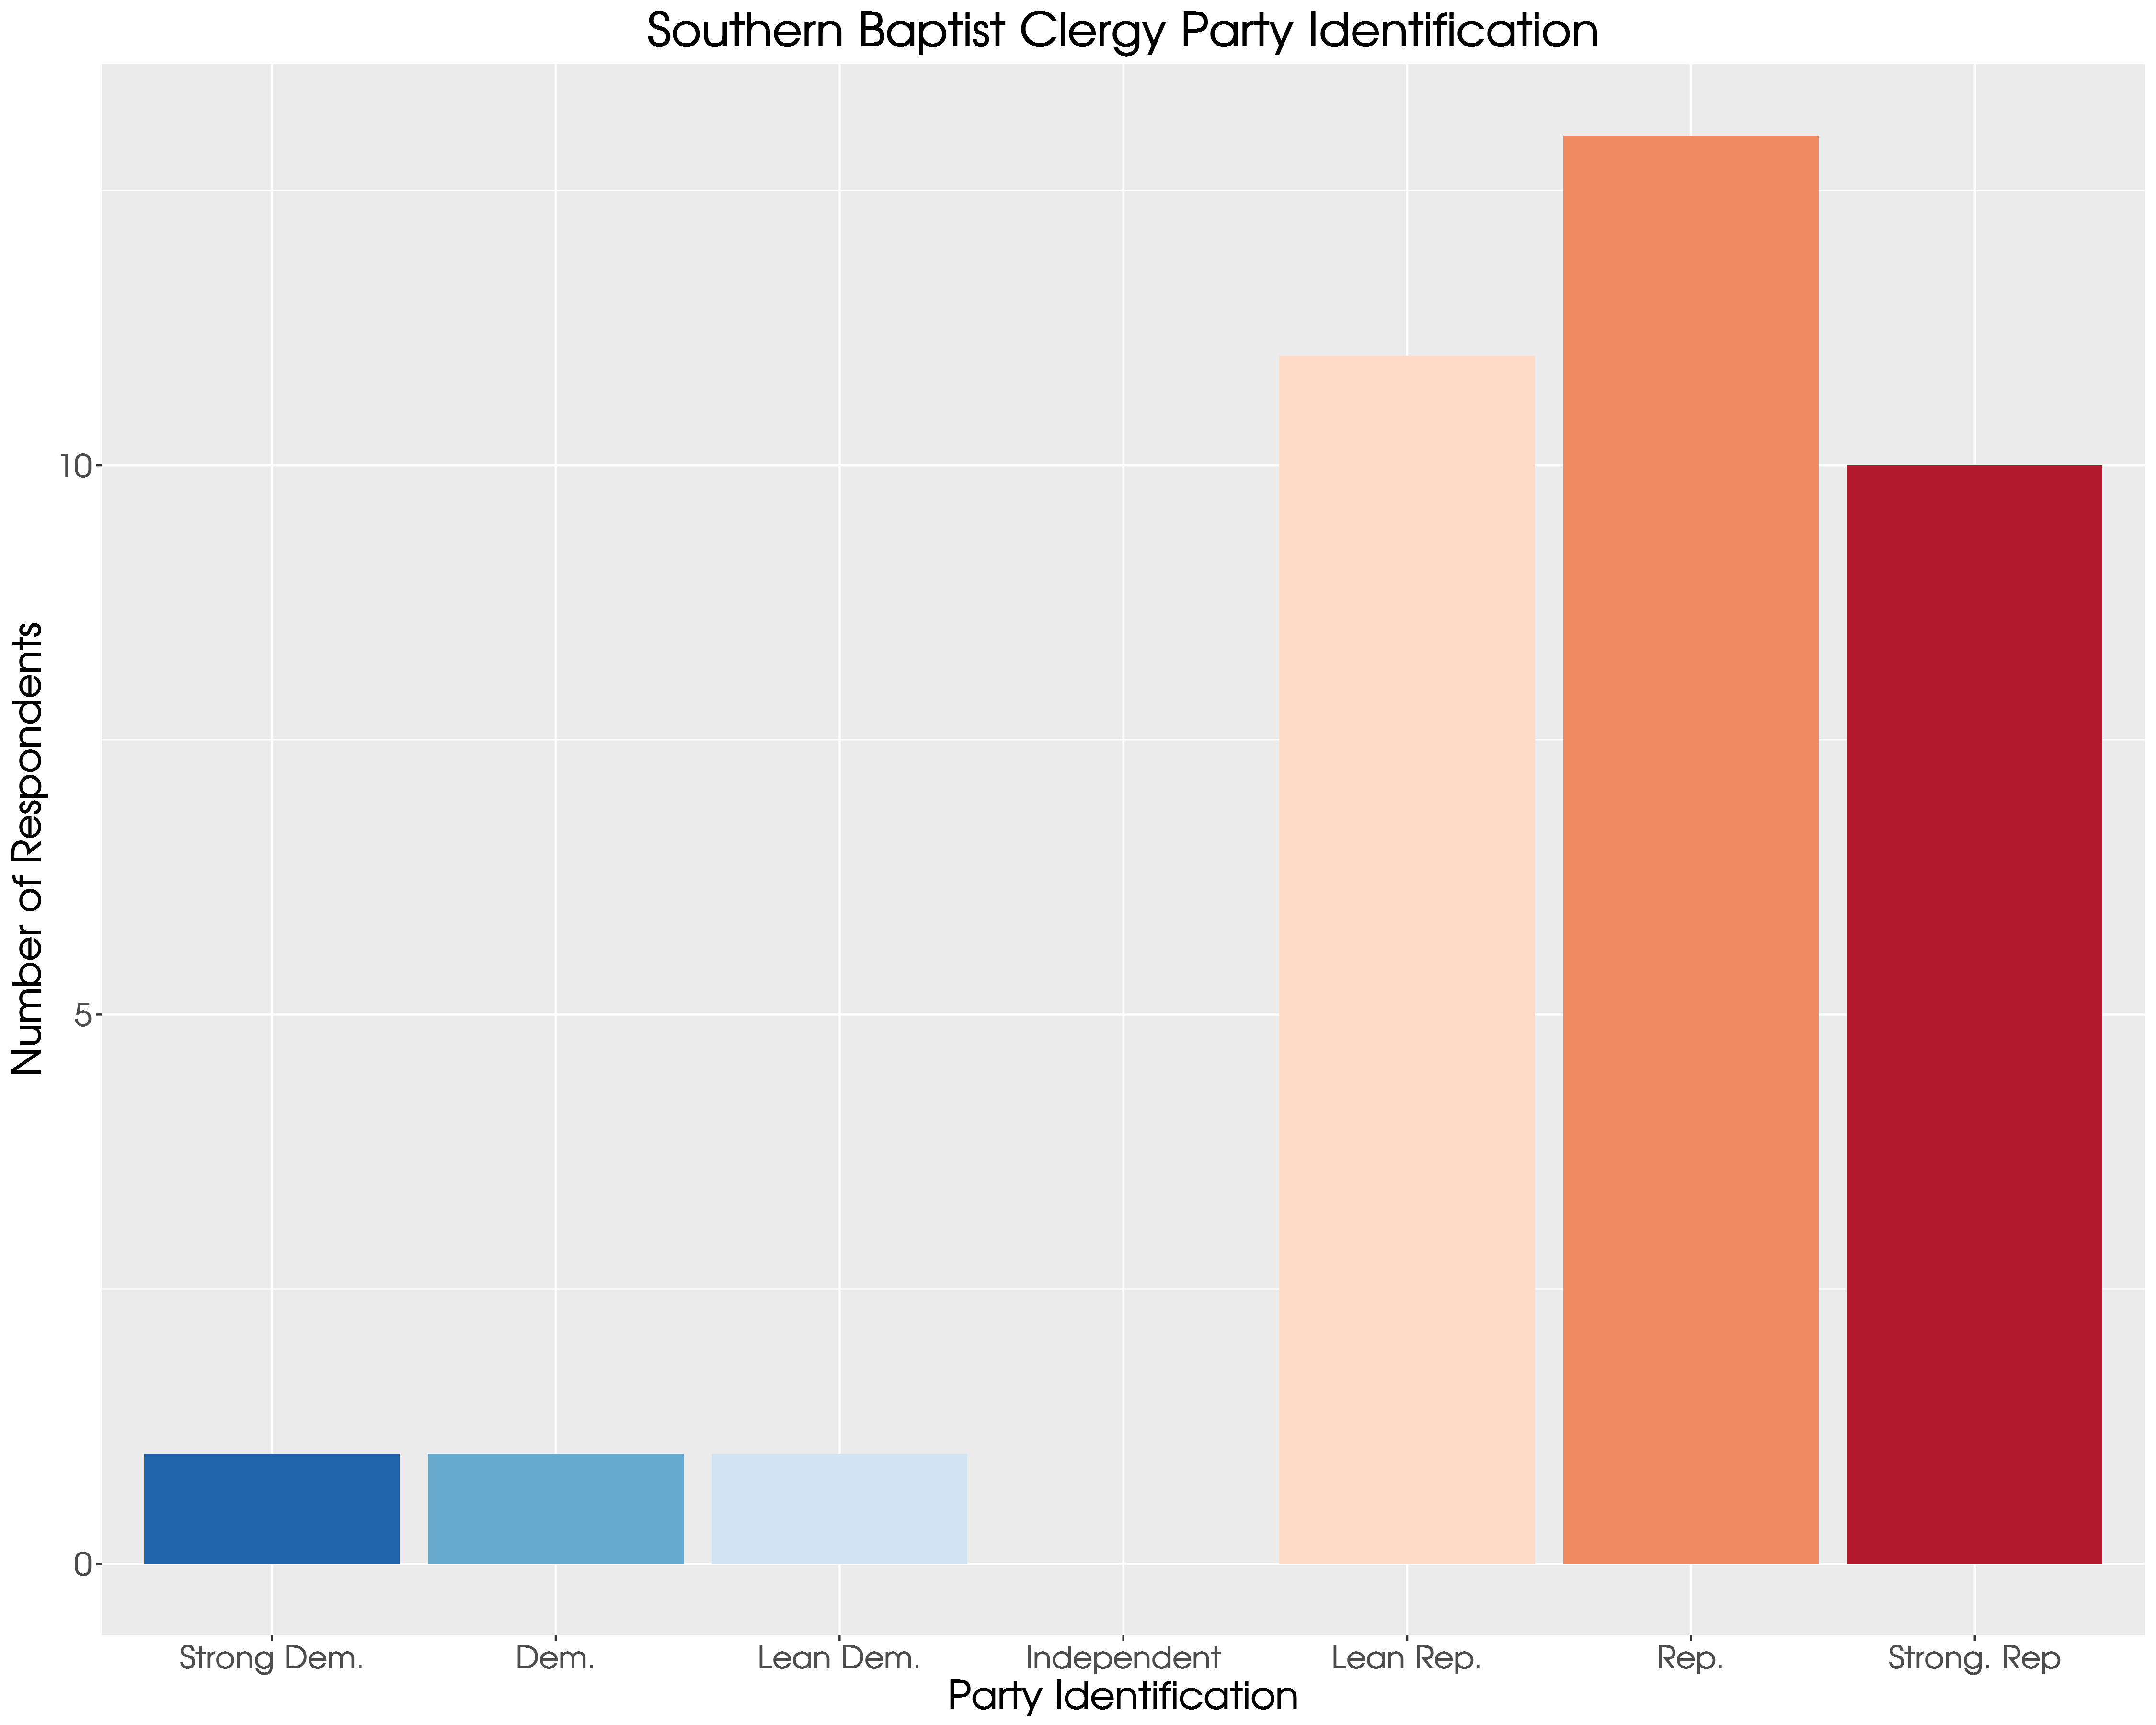 Southern Baptist Clergy Party Identification
Number of Respondents
10
5
0
Strong Dem. Dem. Lean Dem. Independent Lean Rep. Rep. Strong. Rep
Party Identification